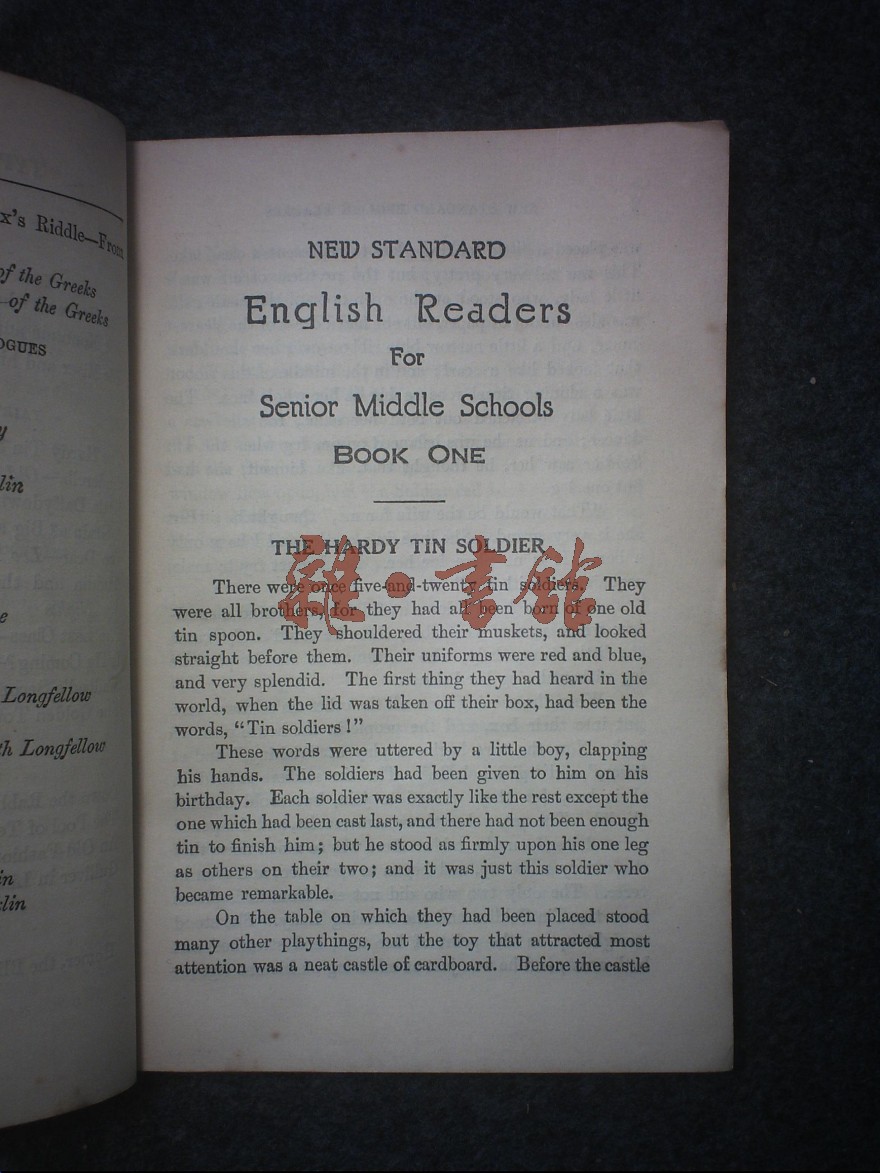 x's Riddle—From
of the Greeks
—of the Greeks
OGUES
y
lin
e
Longfellow
th Longfellow
in
klin
NEW STANDARD
English Readers
For
Senior Middle Schools
BOOK ONE
THE HARDY TIN SOLDIER
雜·書館
There were once five-and-twenty tin soldiers. They
were all brothers, for they had all been born of one old
tin spoon. They shouldered their muskets, and looked
straight before them. Their uniforms were red and blue,
and very splendid. The first thing they had heard in the
world, when the lid was taken off their box, had been the
words, "Tin soldiers!"
These words were uttered by a little boy, clapping
his hands. The soldiers had been given to him on his
birthday. Each soldier was exactly like the rest except the
one which had been cast last, and there had not been enough
tin to finish him; but he stood as firmly upon his one leg
as others on their two; and it was just this soldier who
became remarkable.
On the table on which they had been placed stood
many other playthings, but the toy that attracted most
attention was a neat castle of cardboard. Before the castle